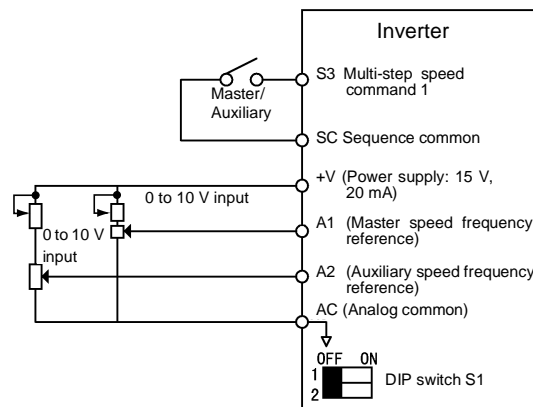 Inverter
S3 Multi-step speed
command 1
Master/
Auxiliary
SC Sequence common
+V (Power supply: 15 V,
20 mA)
0 to 10 V input
A1 (Master speed frequency
reference)
0 to 10 V
input
A2 (Auxiliary speed frequency
reference)
AC (Analog common)
OFF ON
1
2
DIP switch S1